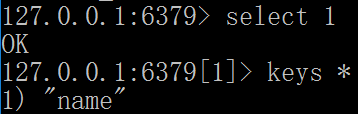 127.0.0.1:6379> select 1
OK
127.0.0.1:6379[1]> keys *
1) "name"